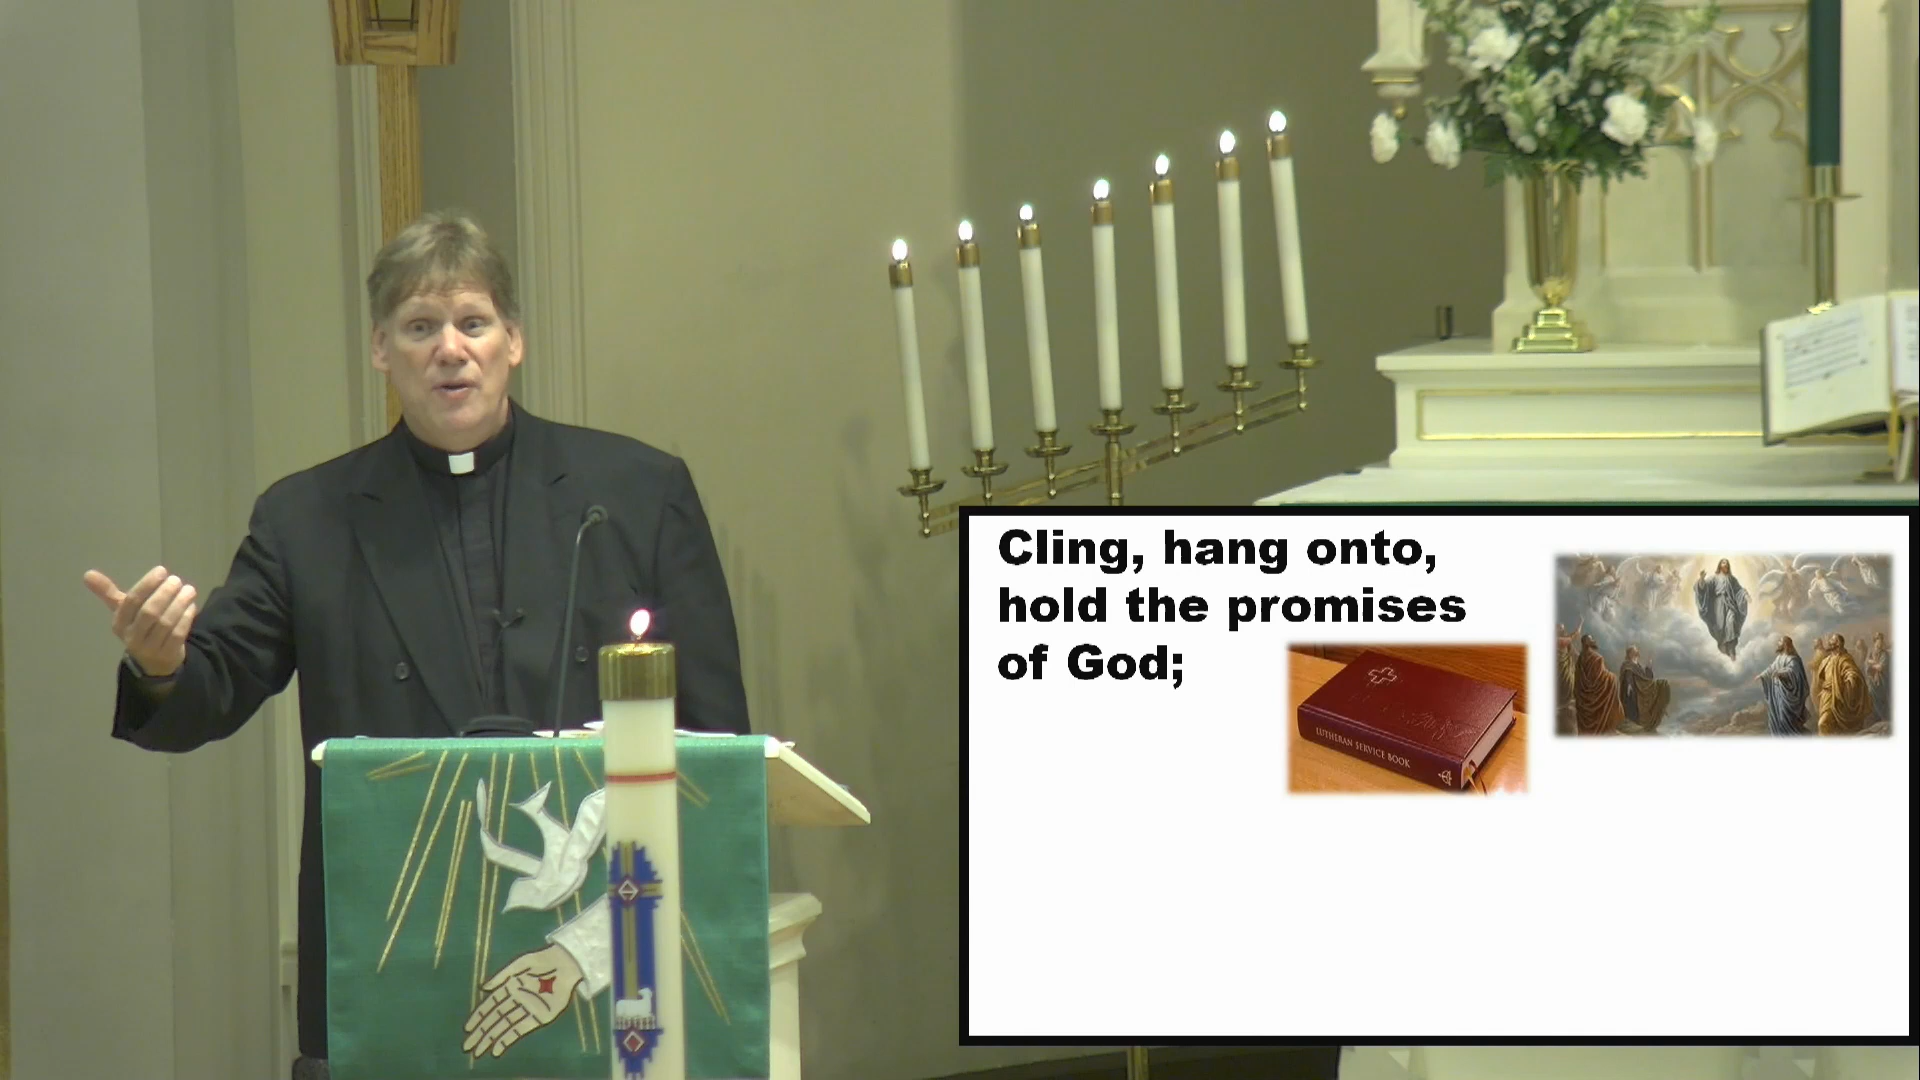 Cling, hang onto,
hold the promises
of God;
LUTHERAN SERVICE BOOK